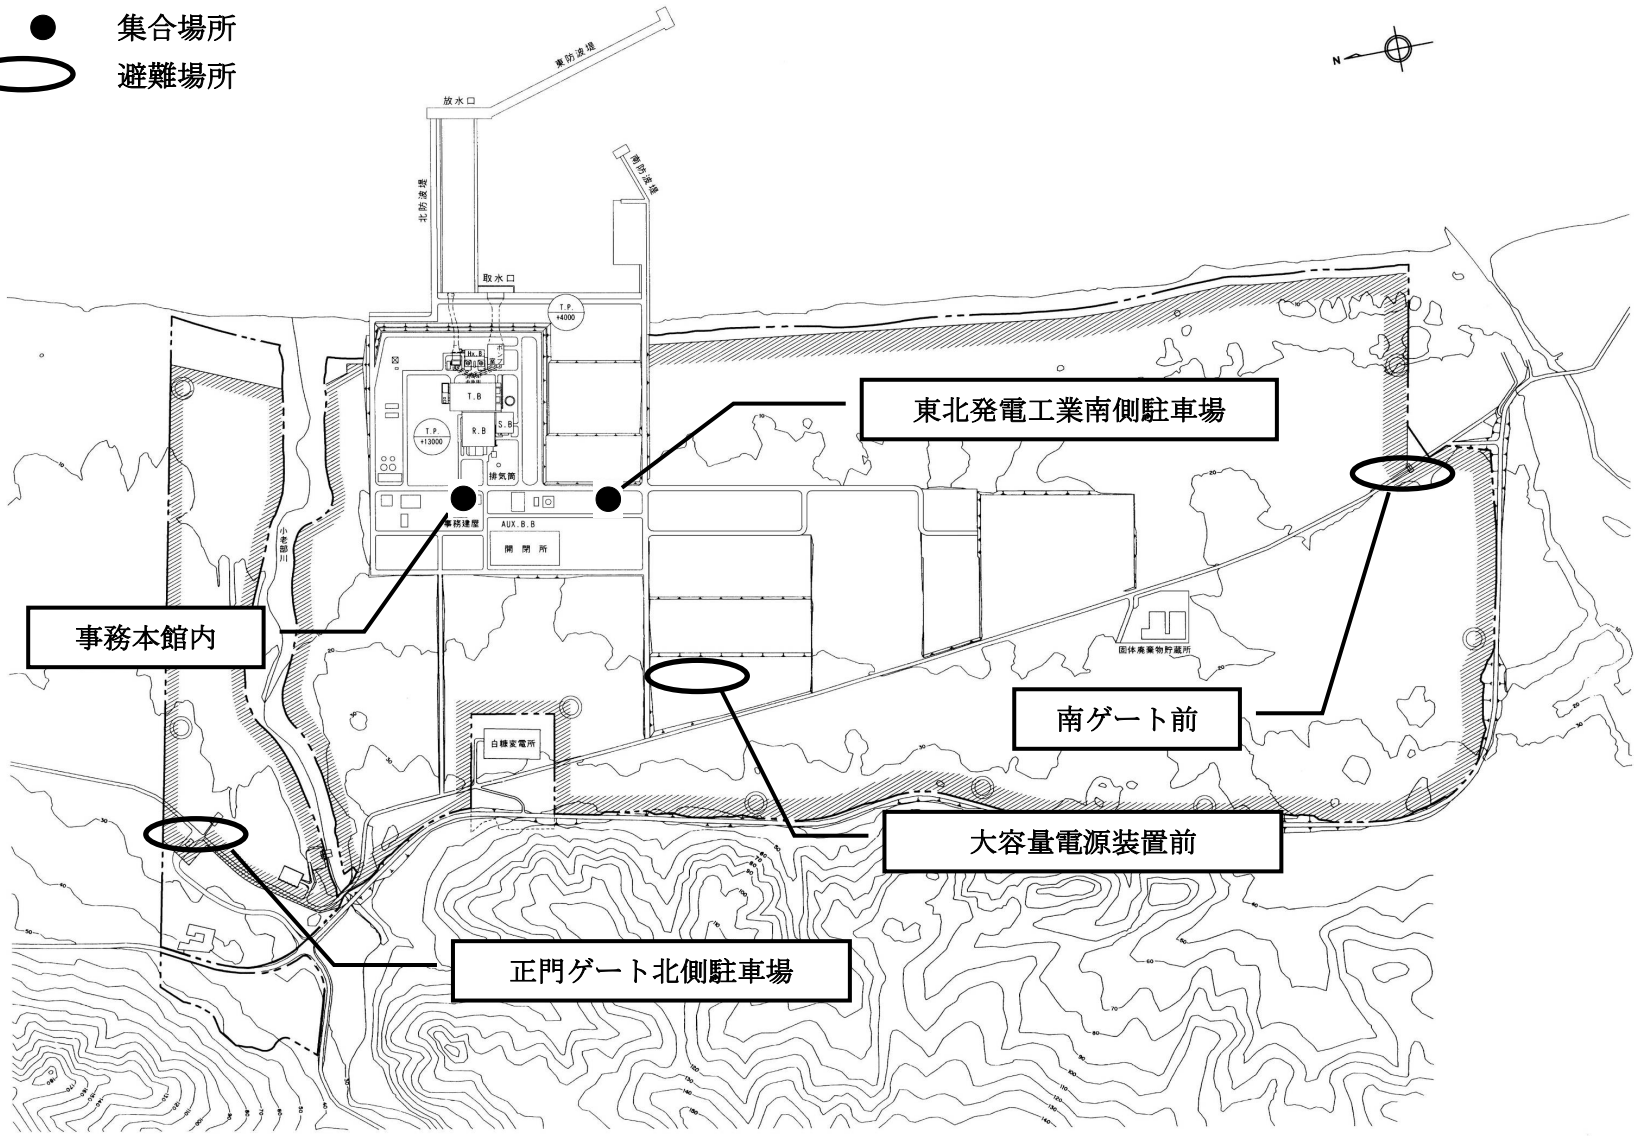 集合場所
避難場所
東防波堤
N
放水口
南防波堤
北防波堤
取水口
T.P.
+4000
Hx.B
T.B
東北発電工業南側駐車場
T.P.
+13000
R.B
S.B
排気筒
事務建屋
AUX.B.B
小老部川
開閉所
事務本館内
固体廃棄物貯蔵所
南ゲート前
白糠変電所
大容量電源装置前
正門ゲート北側駐車場